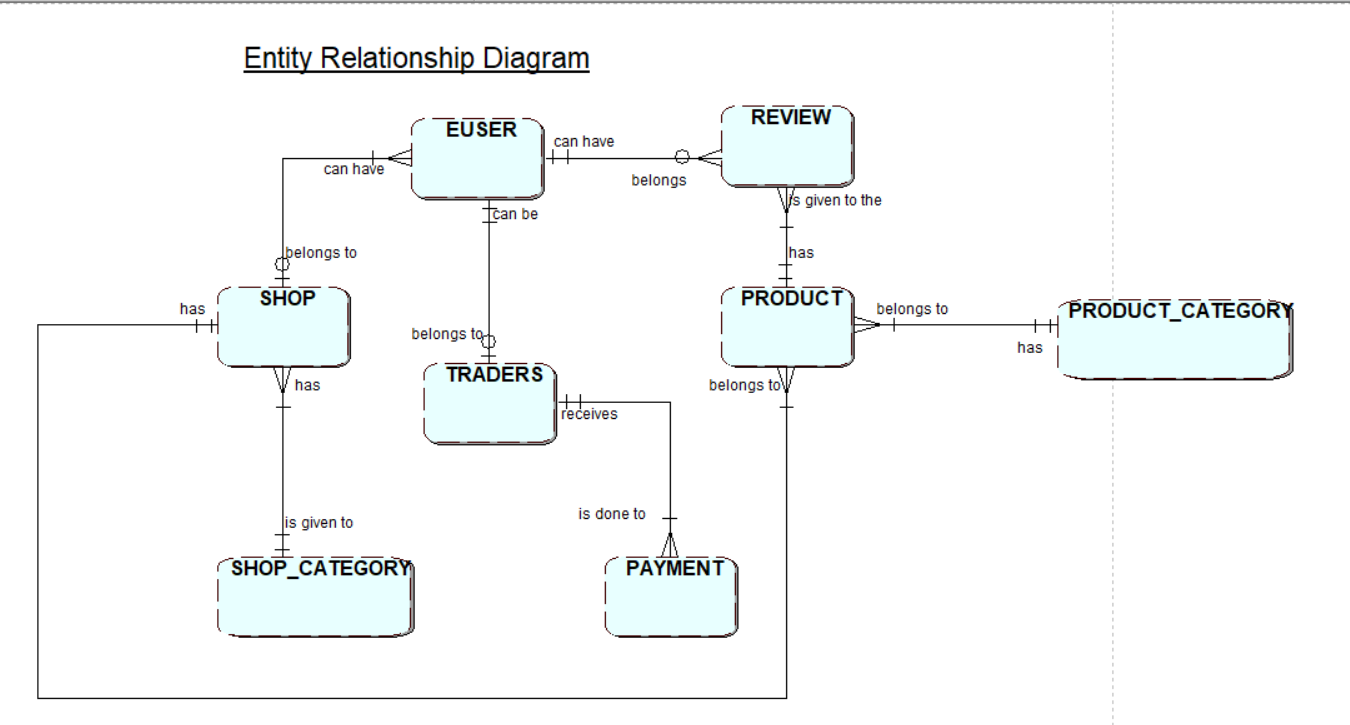 Entity Relationship Diagram
REVIEW
EUSER
can have
can have
belongs
is given to the
can be
belongs to
has
SHOP
PRODUCT
has
belongs to
PRODUCT_CATEGORY
belongs to
has
TRADERS
has
belongs to
receives
is done to
is given to
SHOP_CATEGORY
PAYMENT